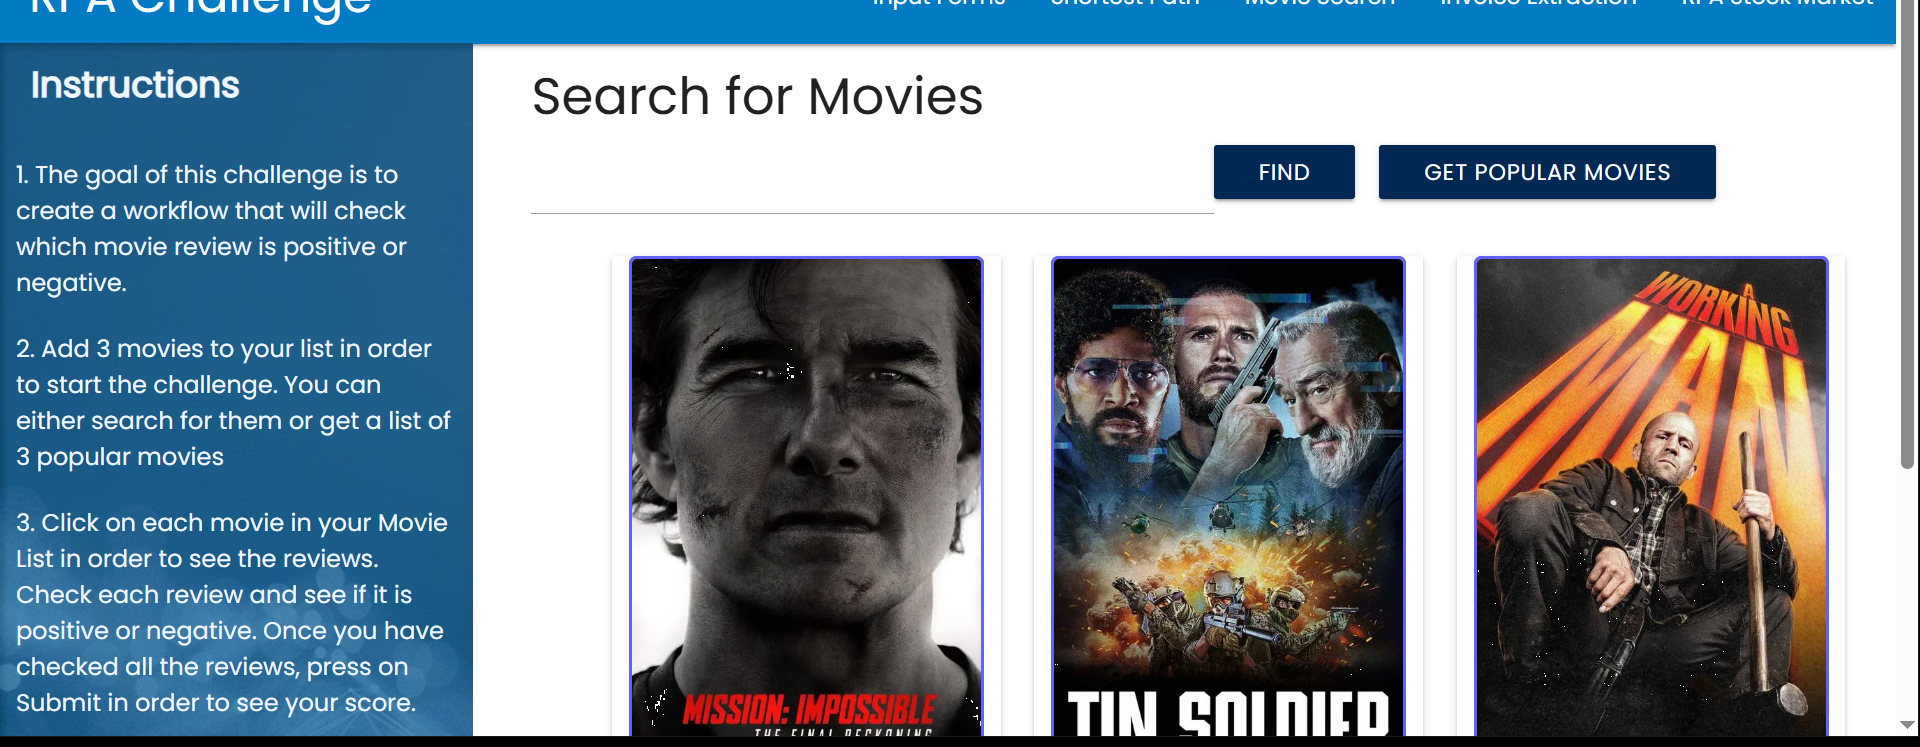 RPA Challenge
Input Forms Shortest Path Movie Search Invoice Extraction RPA Stock Market
Instructions
1. The goal of this challenge is to
create a workflow that will check
which movie review is positive or
negative.
2. Add 3 movies to your list in order
to start the challenge. You can
either search for them or get a list of
3 popular movies
3. Click on each movie in your Movie
List in order to see the reviews.
Check each review and see if it is
positive or negative. Once you have
checked all the reviews, press on
Submit in order to see your score.
Search for Movies
FIND
GET POPULAR MOVIES
MISSION: IMPOSSIBLE
THE FINAL RECKONING
TIN SOLDIER
A
WORKING
MAN